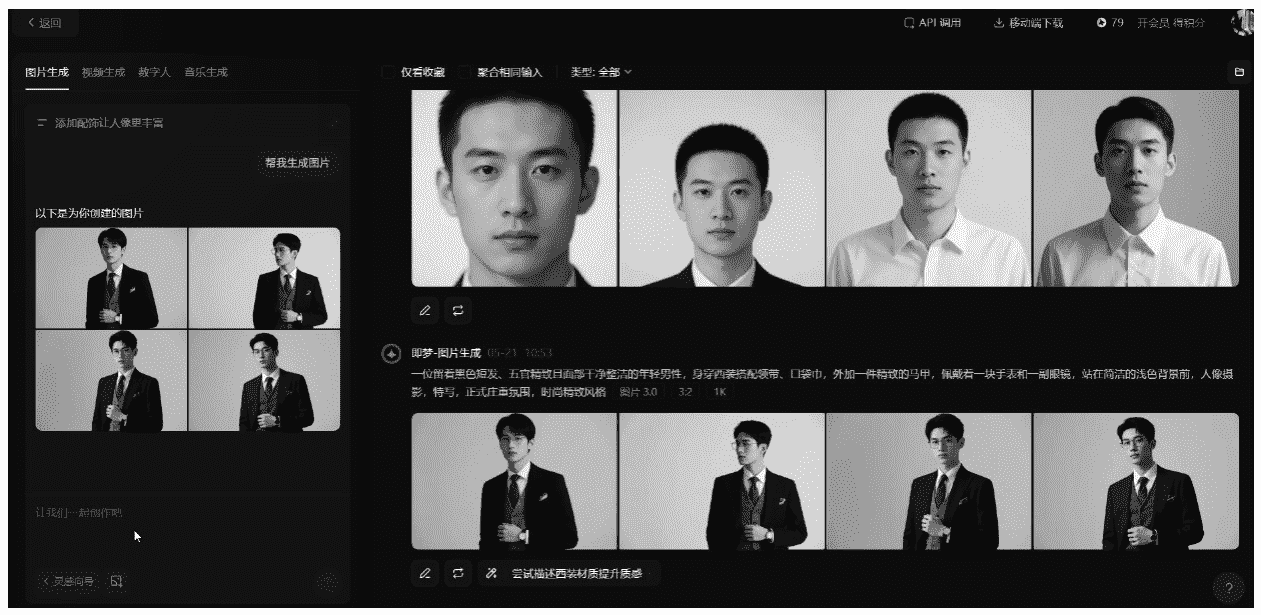 返回
API 调用
移动端下载
79
开会员 得积分
图片生成 视频生成 数字人 音乐生成
仅看收藏 聚合相同输入 类型: 全部
添加配饰让人像更丰富
帮我生成图片
以下是为你创建的图片
让我们一起创作吧
灵感向导
即梦-图片生成 05-21 10:53
一位留着黑色短发、五官精致且面部干净整洁的年轻男性，身穿西装搭配领带、口袋巾，外加一件精致的马甲，佩戴着一块手表和一副眼镜，站在简洁的浅色背景前，人像摄
影，特写，正式庄重氛围，时尚精致风格 图片 3.0 3:2 1K
尝试描述西装材质提升质感
?